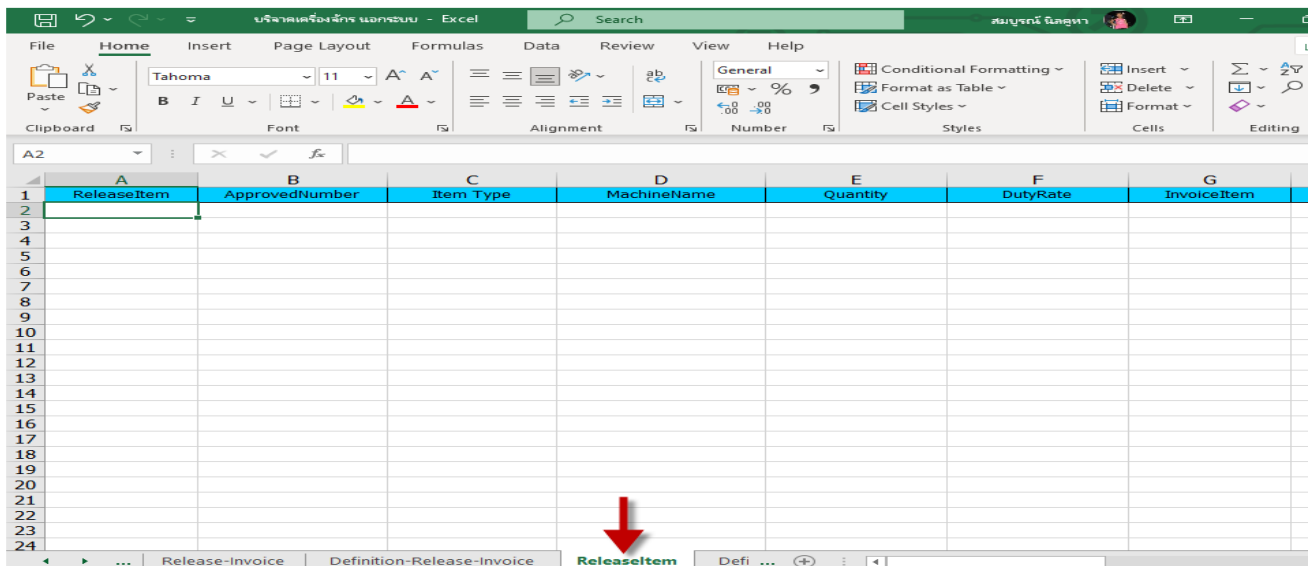 บริจาคเครื่องจักร นอกระบบ - Excel Search สมบูรณ์ นิลคูหา
File Home Insert Page Layout Formulas Data Review View Help
Paste
Tahoma 11 A^ A˅ ab General % 9
B I U A
Conditional Formatting
Format as Table
Cell Styles
Insert
Delete
Format
Clipboard Font Alignment Number Styles Cells Editing
A2 fx
A B C D E F G
1 ReleaseItem ApprovedNumber Item Type MachineName Quantity DutyRate InvoiceItem
2
3
4
5
6
7
8
9
10
11
12
13
14
15
16
17
18
19
20
21
22
23
24
... Release-Invoice Definition-Release-Invoice ReleaseItem Defi ...